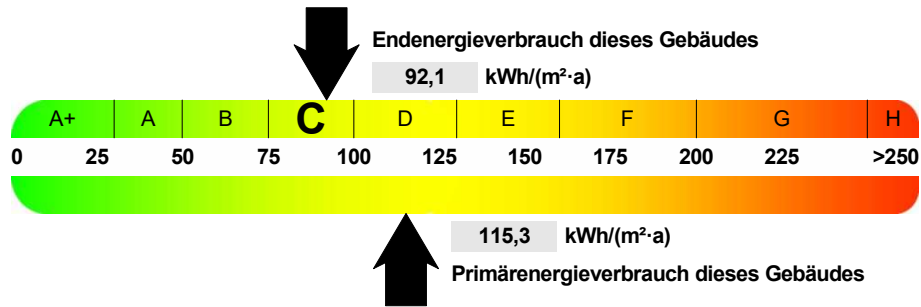 Endenergieverbrauch dieses Gebäudes
92,1 kWh/(m²·a)
A+ A B C D E F G H
0 25 50 75 100 125 150 175 200 225 >250
115,3 kWh/(m²·a)
Primärenergieverbrauch dieses Gebäudes